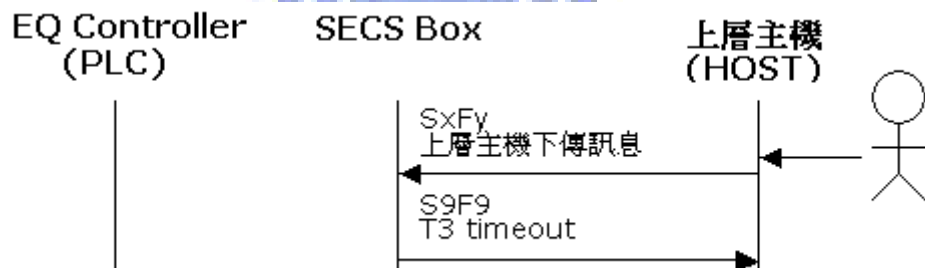 EQ Controller
(PLC)
SECS Box
上層主機
(HOST)
SxFy
上層主機下傳訊息
S9F9
T3 timeout